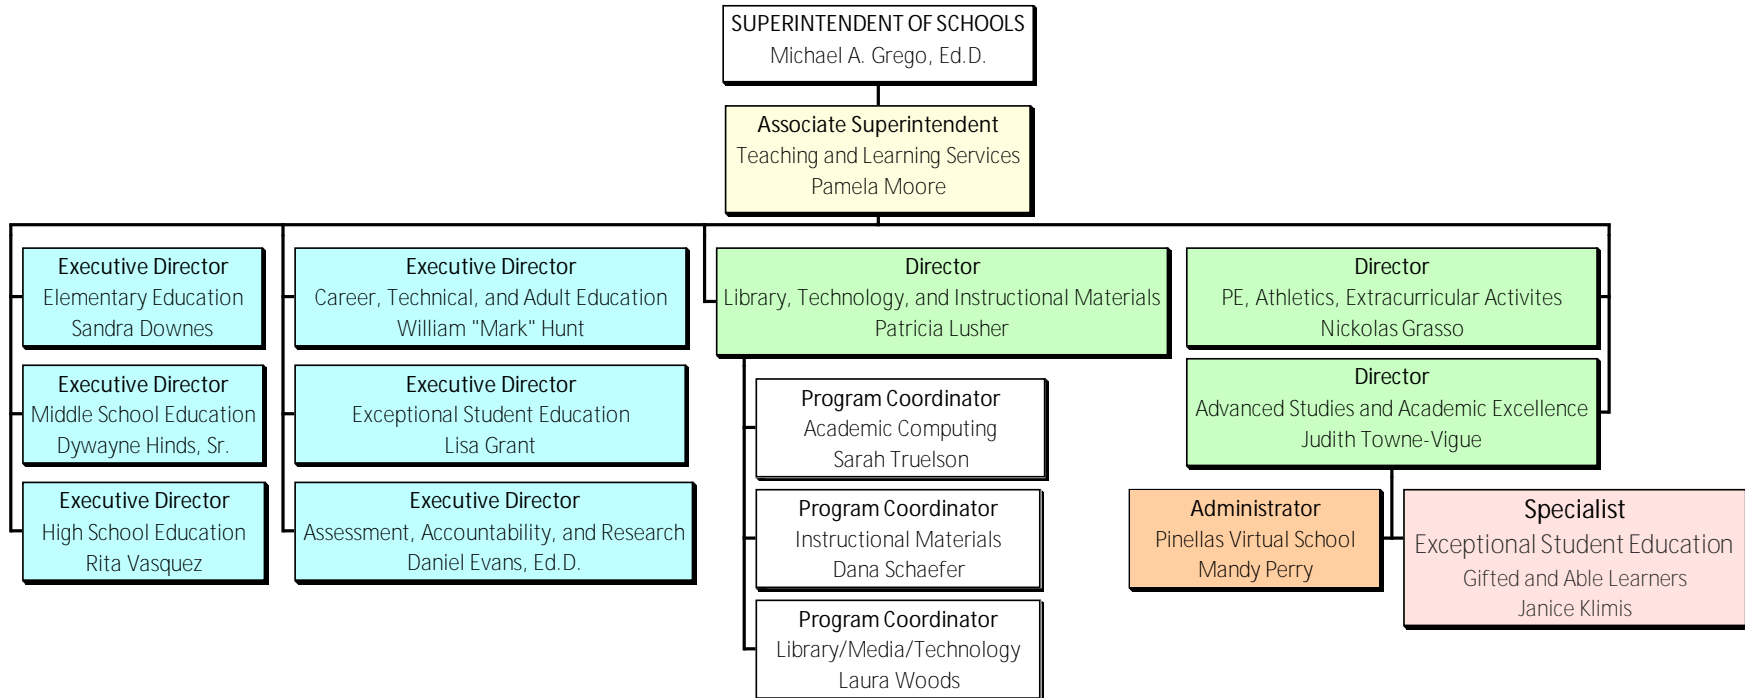 SUPERINTENDENT OF SCHOOLS
Michael A. Grego, Ed.D.
Associate Superintendent
Teaching and Learning Services
Pamela Moore
Executive Director
Elementary Education
Sandra Downes
Executive Director
Middle School Education
Dywayne Hinds, Sr.
Executive Director
High School Education
Rita Vasquez
Executive Director
Career, Technical, and Adult Education
William "Mark" Hunt
Executive Director
Exceptional Student Education
Lisa Grant
Executive Director
Assessment, Accountability, and Research
Daniel Evans, Ed.D.
Director
Library, Technology, and Instructional Materials
Patricia Lusher
Program Coordinator
Academic Computing
Sarah Truelson
Program Coordinator
Instructional Materials
Dana Schaefer
Program Coordinator
Library/Media/Technology
Laura Woods
Director
PE, Athletics, Extracurricular Activites
Nickolas Grasso
Director
Advanced Studies and Academic Excellence
Judith Towne-Vigue
Administrator
Pinellas Virtual School
Mandy Perry
Specialist
Exceptional Student Education
Gifted and Able Learners
Janice Klimis